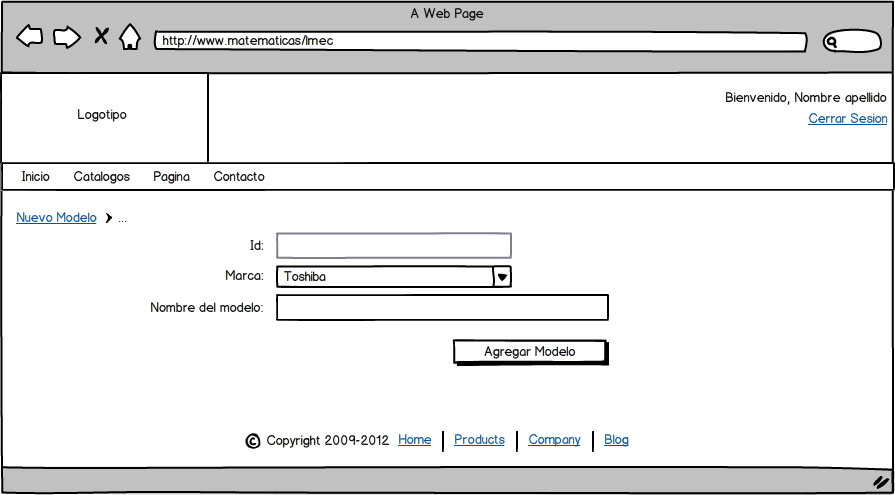 A Web Page
http://www.matematicas/lmec
Logotipo
Bienvenido, Nombre apellido
Cerrar Sesion
Inicio Catalogos Pagina Contacto
Nuevo Modelo ...
Id:
Marca: Toshiba
Nombre del modelo:
Agregar Modelo
© Copyright 2009-2012 Home Products Company Blog